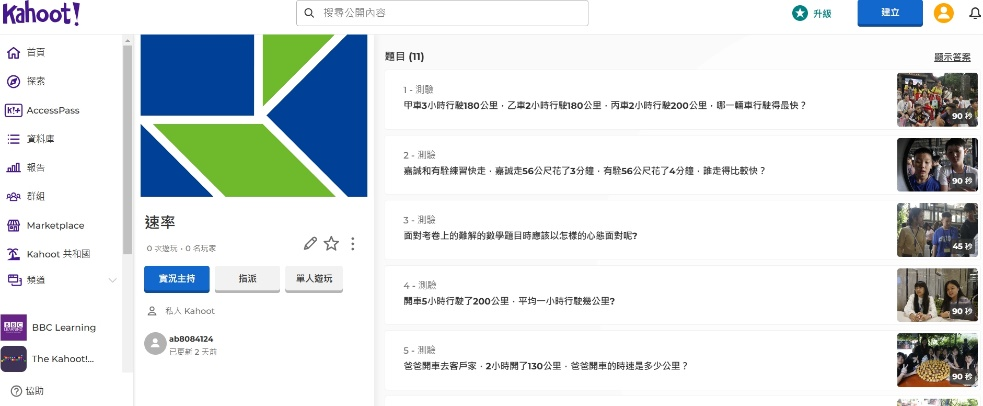 Kahoot!
搜尋公開內容
升級
建立
首頁
探索
K!+ AccessPass
資料庫
報告
群組
Marketplace
Kahoot 共和國
頻道
BBC LEARNING
BBC Learning
The Kahoot!...
協助
速率
0 次遊玩 · 0 名玩家
實況主持
指派
單人遊玩
私人 Kahoot
ab8084124
已更新 2 天前
題目 (11)
顯示答案
1 - 測驗
甲車3小時行駛180公里，乙車2小時行駛180公里，丙車2小時行駛200公里，哪一輛車行駛得最快？
90 秒
2 - 測驗
嘉誠和有駩練習快走，嘉誠走56公尺花了3分鐘，有駩56公尺花了4分鐘，誰走得比較快？
90 秒
3 - 測驗
面對考卷上的難解的數學題目時應該以怎樣的心態面對呢?
45 秒
4 - 測驗
開車5小時行駛了200公里，平均一小時行駛幾公里?
90 秒
5 - 測驗
爸爸開車去客戶家，2小時開了130公里，爸爸開車的時速是多少公里？
90 秒